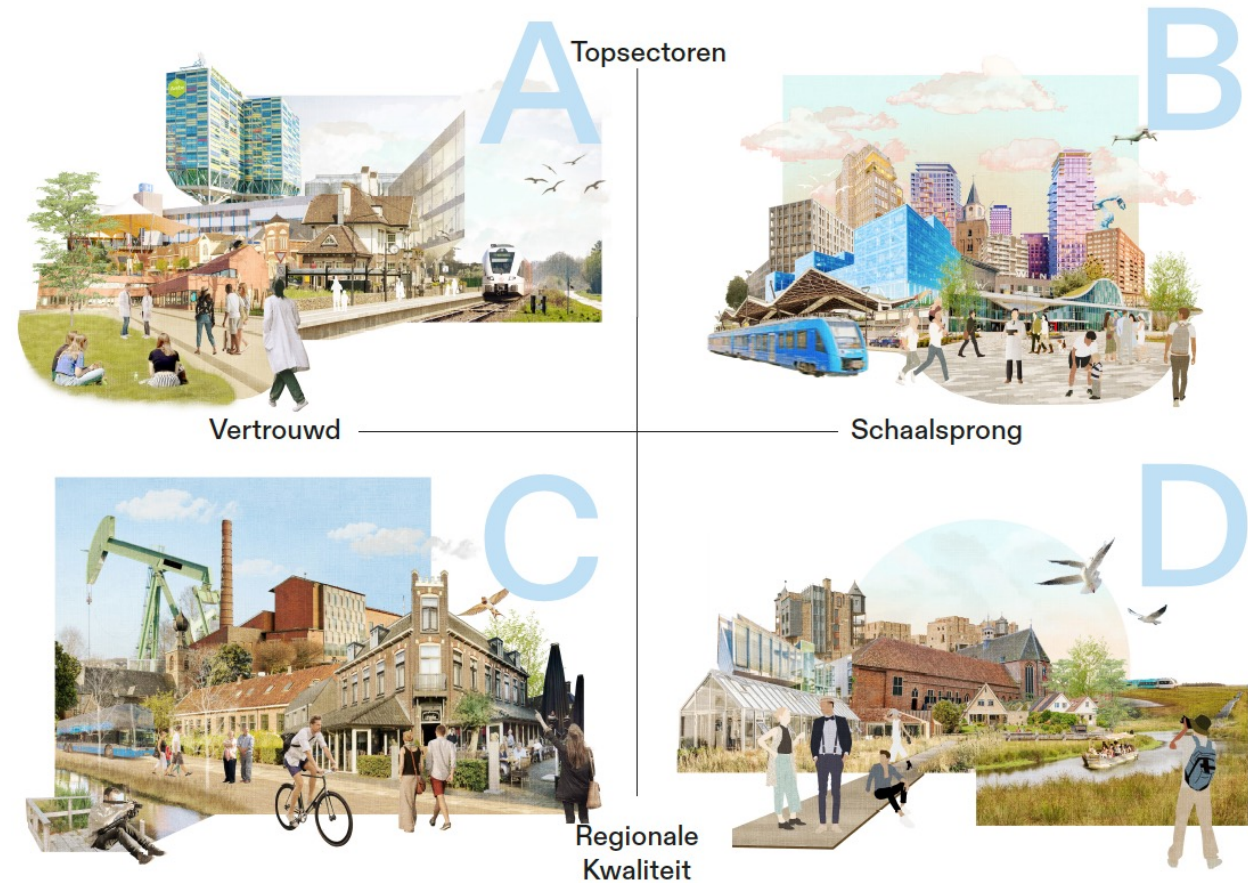 A
Topsectoren
B
Vertrouwd
Schaalsprong
C
D
Regionale
Kwaliteit